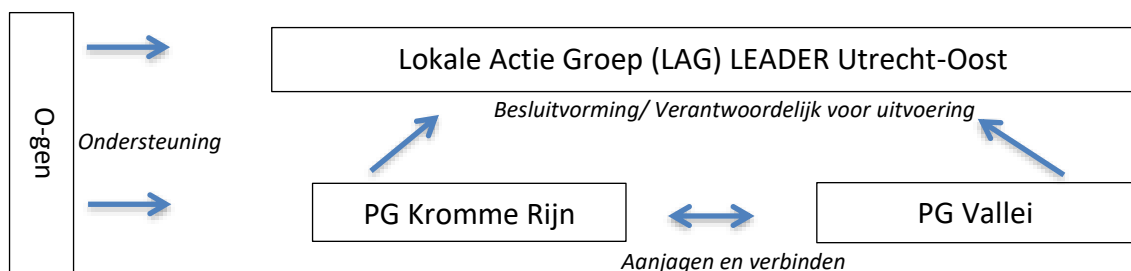 O-gen
Ondersteuning
Lokale Actie Groep (LAG) LEADER Utrecht-Oost
Besluitvorming/ Verantwoordelijk voor uitvoering
PG Kromme Rijn
PG Vallei
Aanjagen en verbinden